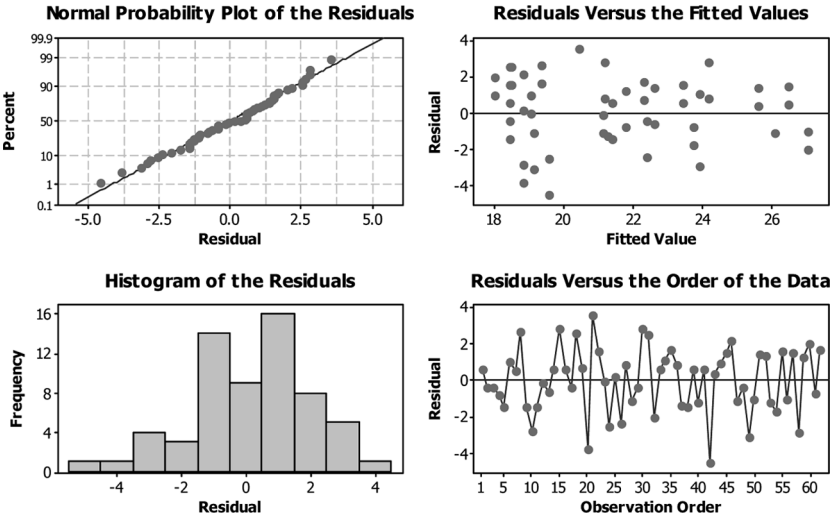 Normal Probability Plot of the Residuals
99.9
99
90
50
10
1
0.1
Percent
-5.0 -2.5 0.0 2.5 5.0
Residual
Residuals Versus the Fitted Values
4
2
0
-2
-4
Residual
18 20 22 24 26
Fitted Value
Histogram of the Residuals
16
12
8
4
0
Frequency
-4 -2 0 2 4
Residual
Residuals Versus the Order of the Data
4
2
0
-2
-4
Residual
1 5 10 15 20 25 30 35 40 45 50 55 60
Observation Order